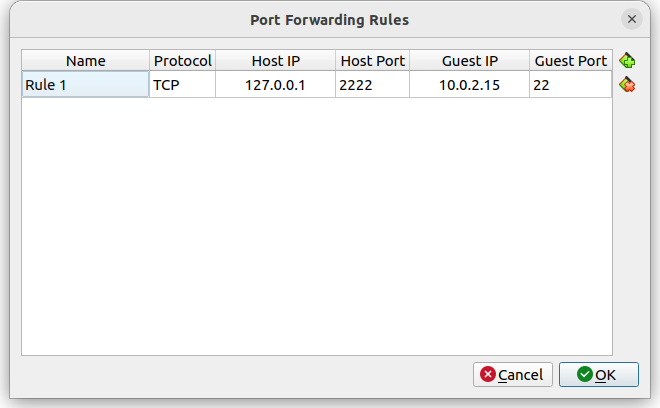 Port Forwarding Rules
Name Protocol Host IP Host Port Guest IP Guest Port
Rule 1 TCP 127.0.0.1 2222 10.0.2.15 22
Cancel OK